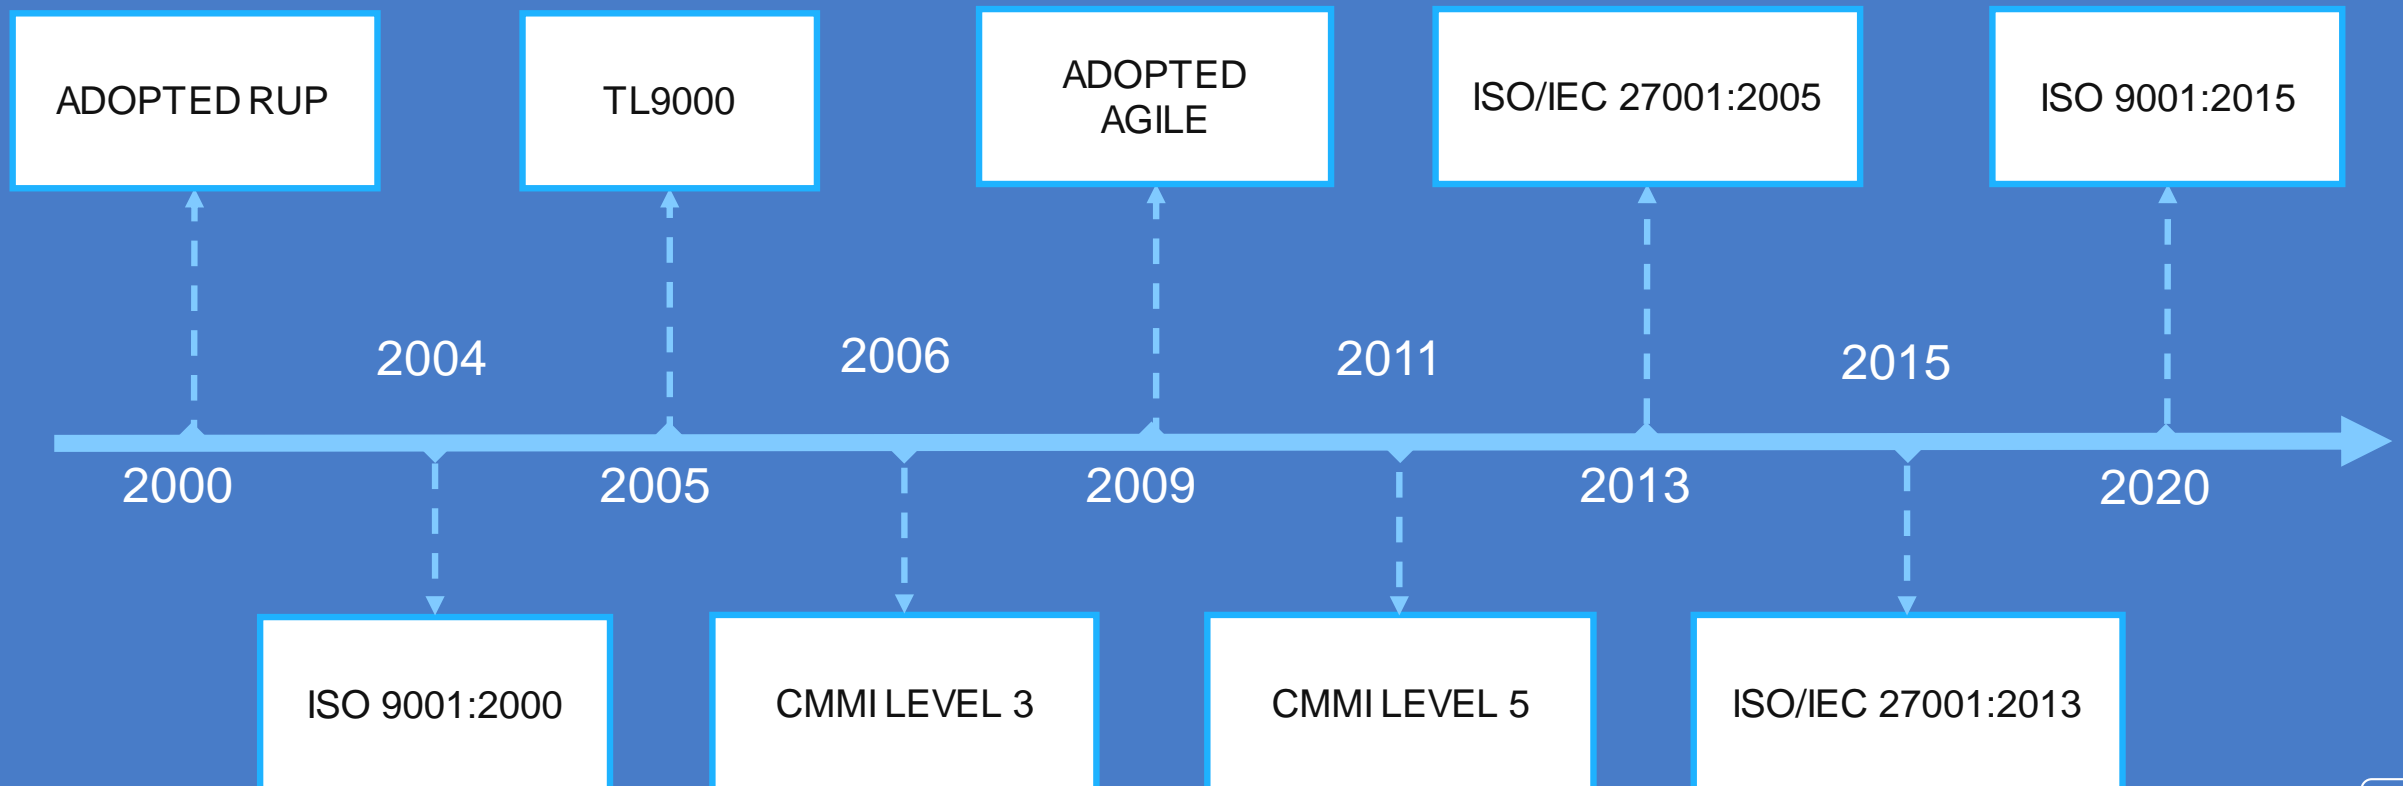 ADOPTED RUP
TL9000
ADOPTED
AGILE
ISO/IEC 27001:2005
ISO 9001:2015
2004
2006
2011
2015
2000
2005
2009
2013
2020
ISO 9001:2000
CMMI LEVEL 3
CMMI LEVEL 5
ISO/IEC 27001:2013